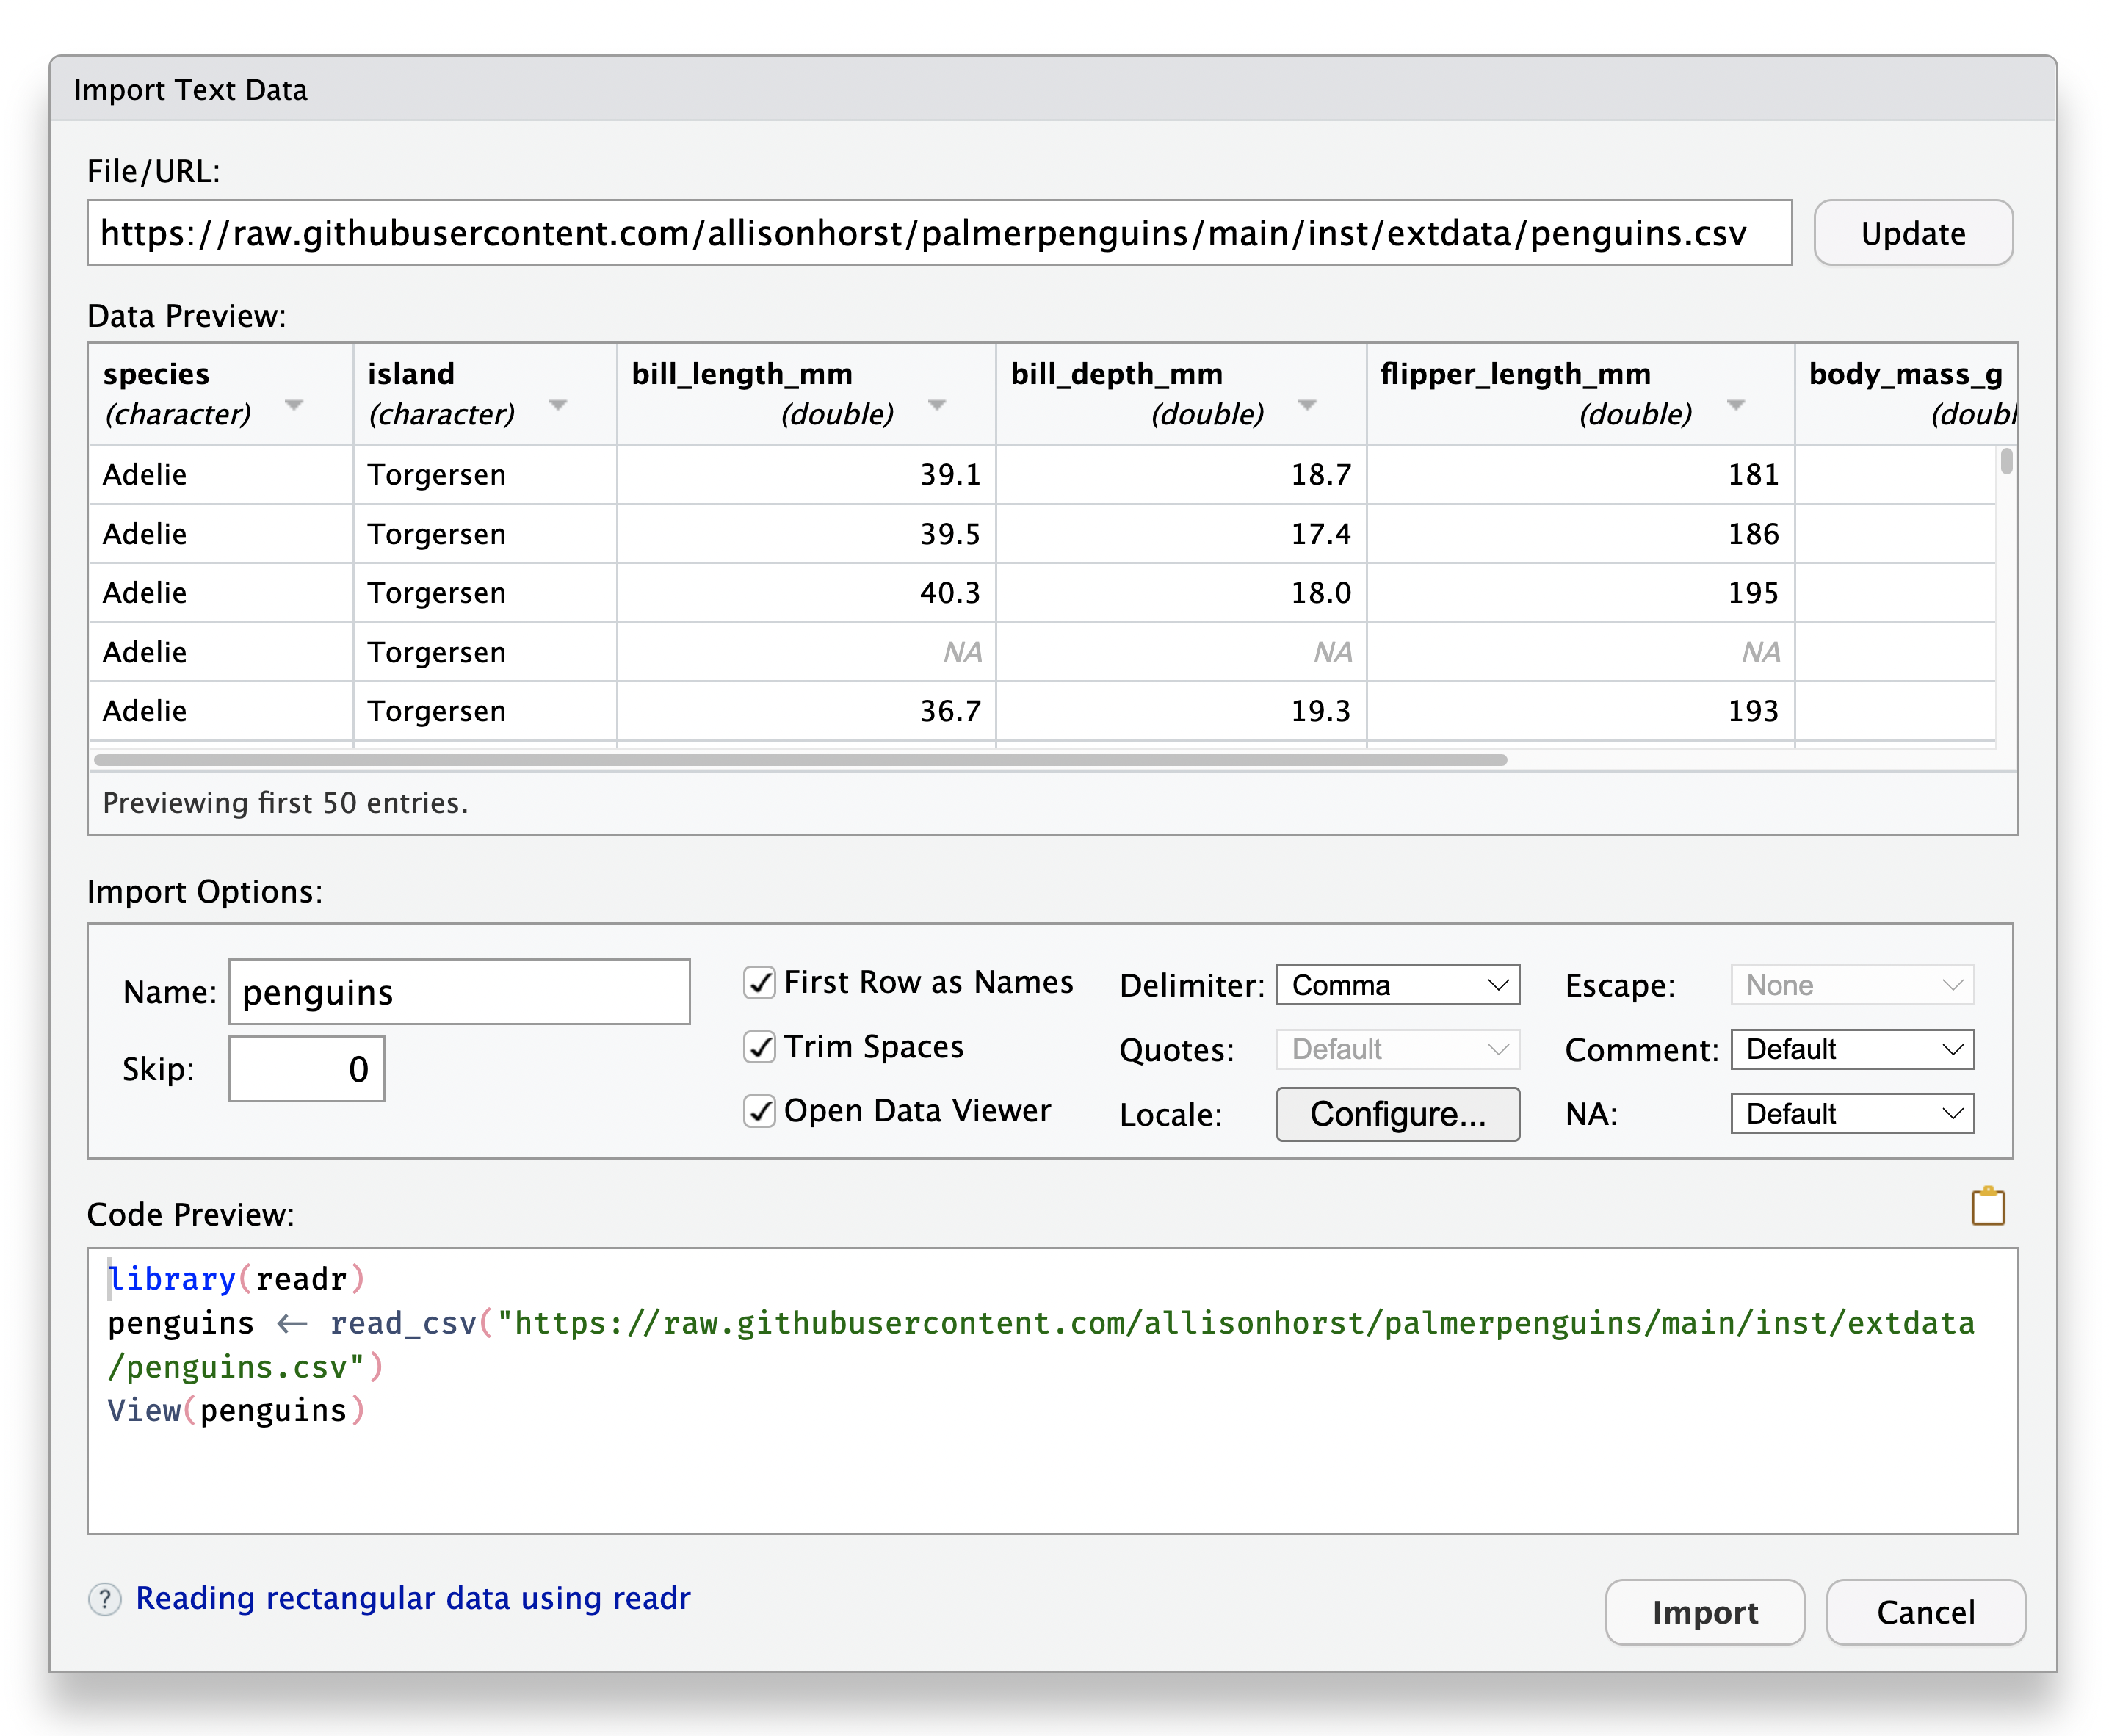 Import Text Data
File/URL:
https://raw.githubusercontent.com/allisonhorst/palmerpenguins/main/inst/extdata/penguins.csv Update
Data Preview:
species island bill_length_mm bill_depth_mm flipper_length_mm body_mass_g
(character) (character) (double) (double) (double) (doubl
Adelie Torgersen 39.1 18.7 181
Adelie Torgersen 39.5 17.4 186
Adelie Torgersen 40.3 18.0 195
Adelie Torgersen NA NA NA
Adelie Torgersen 36.7 19.3 193
Previewing first 50 entries.
Import Options:
Name: penguins First Row as Names Delimiter: Comma Escape: None
Trim Spaces Quotes: Default Comment: Default
Skip: 0 Open Data Viewer Locale: Configure... NA: Default
Code Preview:
library(readr)
penguins <- read_csv("https://raw.githubusercontent.com/allisonhorst/palmerpenguins/main/inst/extdata
/penguins.csv")
View(penguins)
? Reading rectangular data using readr Import Cancel